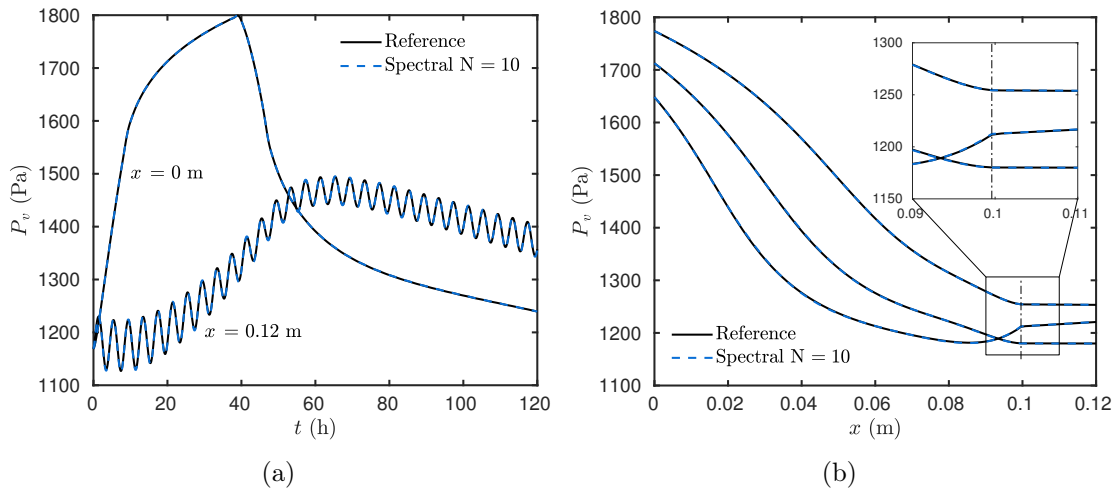 1800
1700
1600
1500
1400
1300
1200
1100
P_v (Pa)
Reference
Spectral N = 10
x = 0 m
x = 0.12 m
0 20 40 60 80 100 120
t (h)
(a)
1800
1700
1600
1500
1400
1300
1200
1100
P_v (Pa)
1300
1250
1200
1150
0.09 0.1 0.11
Reference
Spectral N = 10
0 0.02 0.04 0.06 0.08 0.1 0.12
x (m)
(b)